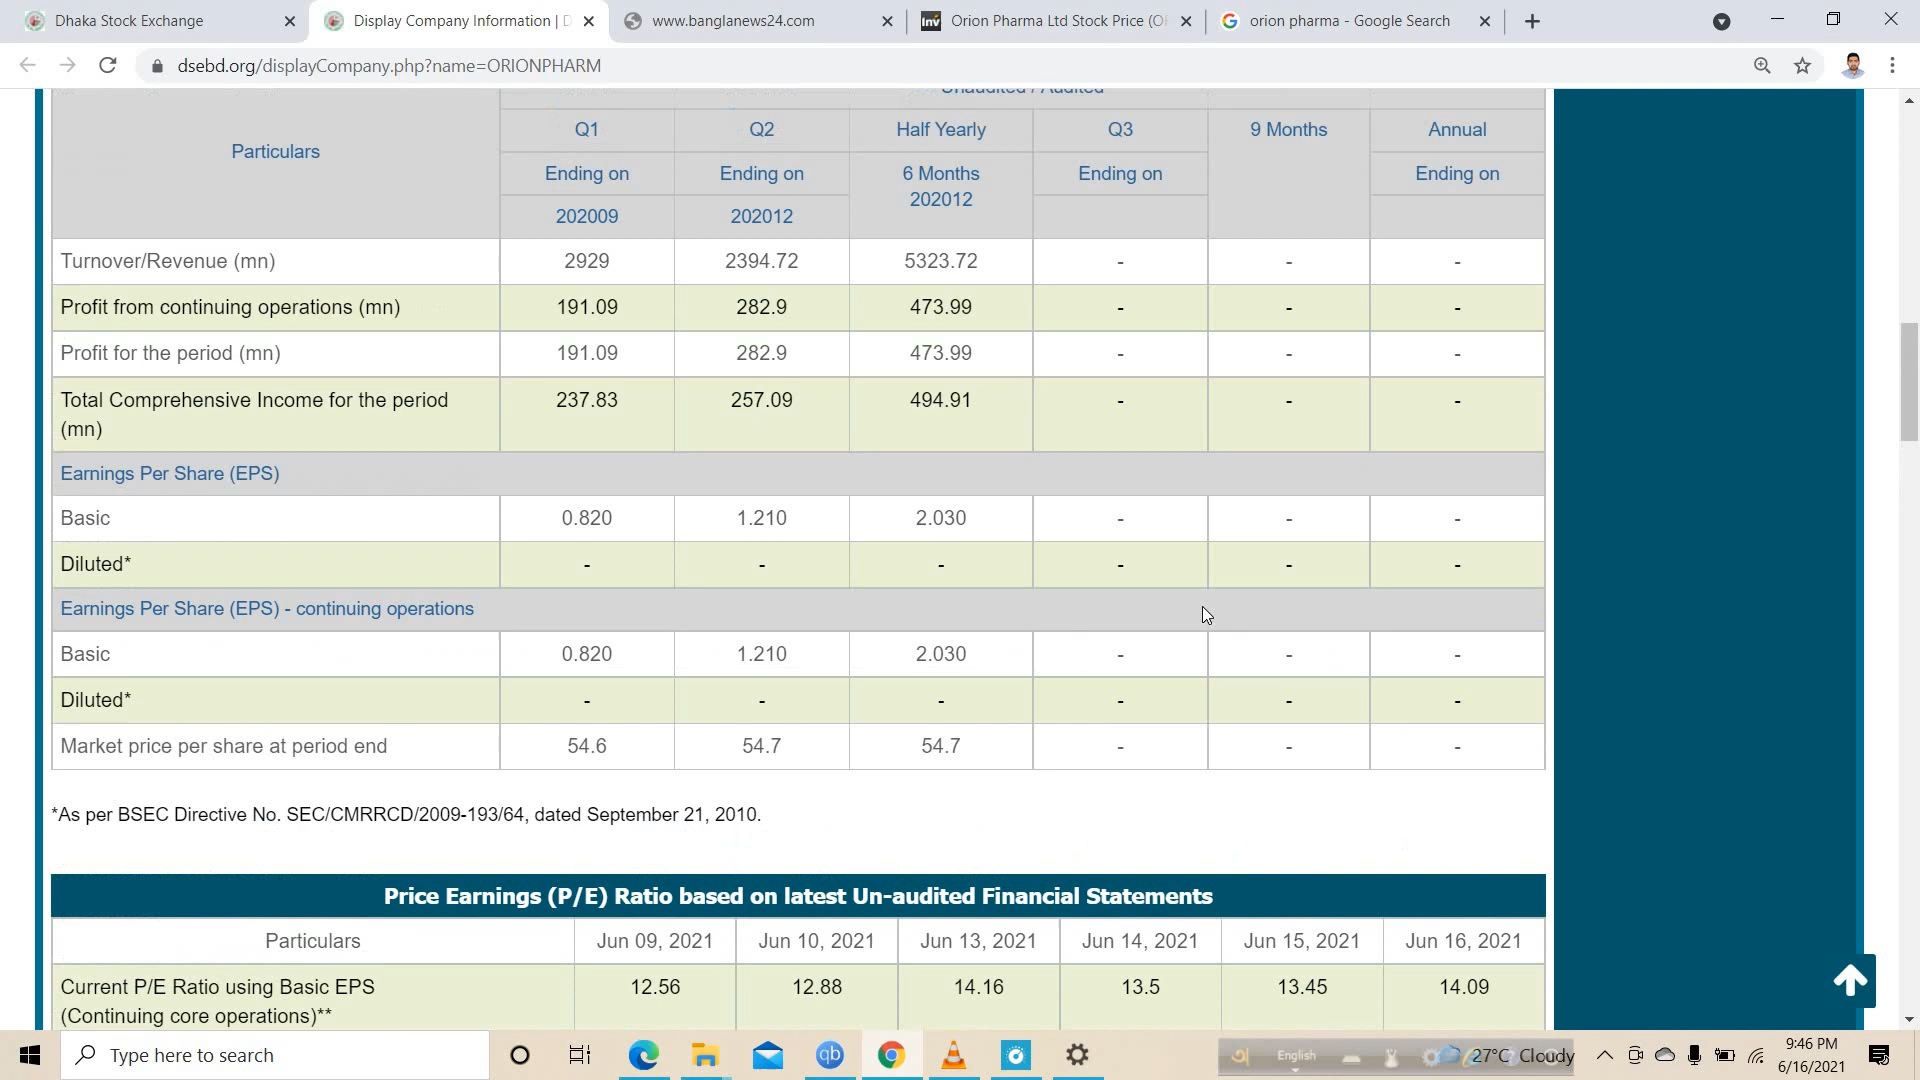 Dhaka Stock Exchange
Display Company Information | D
www.banglanews24.com
Orion Pharma Ltd Stock Price (O
orion pharma - Google Search
dsebd.org/displayCompany.php?name=ORIONPHARM
Unaudited / Audited
Particulars Q1 Q2 Half Yearly Q3 9 Months Annual
Ending on Ending on 6 Months Ending on Ending on
202009 202012 202012
Turnover/Revenue (mn) 2929 2394.72 5323.72 - - -
Profit from continuing operations (mn) 191.09 282.9 473.99 - - -
Profit for the period (mn) 191.09 282.9 473.99 - - -
Total Comprehensive Income for the period 237.83 257.09 494.91 - - -
(mn)
Earnings Per Share (EPS)
Basic 0.820 1.210 2.030 - - -
Diluted* - - - - - -
Earnings Per Share (EPS) - continuing operations
Basic 0.820 1.210 2.030 - - -
Diluted* - - - - - -
Market price per share at period end 54.6 54.7 54.7 - - -
*As per BSEC Directive No. SEC/CMRRCD/2009-193/64, dated September 21, 2010.
Price Earnings (P/E) Ratio based on latest Un-audited Financial Statements
Particulars Jun 09, 2021 Jun 10, 2021 Jun 13, 2021 Jun 14, 2021 Jun 15, 2021 Jun 16, 2021
Current P/E Ratio using Basic EPS 12.56 12.88 14.16 13.5 13.45 14.09
(Continuing core operations)**
Type here to search
qb
English
27°C Cloudy
9:46 PM
6/16/2021